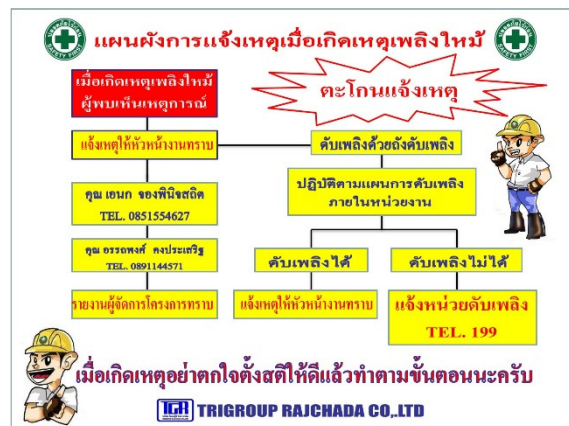 แผนผังการแจ้งเหตุเมื่อเกิดเหตุเพลิงไหม้
เมื่อเกิดเหตุเพลิงไหม้
ผู้พบเห็นเหตุการณ์
ตะโกนแจ้งเหตุ
แจ้งเหตุให้หัวหน้างานทราบ
ดับเพลิงด้วยถังดับเพลิง
คุณ เอนก จองพินิจสถิต
TEL. 0851554627
ปฏิบัติตามแผนการดับเพลิง
ภายในหน่วยงาน
คุณ อรรถพงศ์ คงประเสริฐ
TEL. 0891144571
ดับเพลิงได้
ดับเพลิงไม่ได้
รายงานผู้จัดการโครงการทราบ
แจ้งเหตุให้หัวหน้างานทราบ
แจ้งหน่วยดับเพลิง
TEL. 199
เมื่อเกิดเหตุอย่าตกใจตั้งสติให้ดีแล้วทำตามขั้นตอนนะครับ
TGR TRIGROUP RAJCHADA CO,.LTD